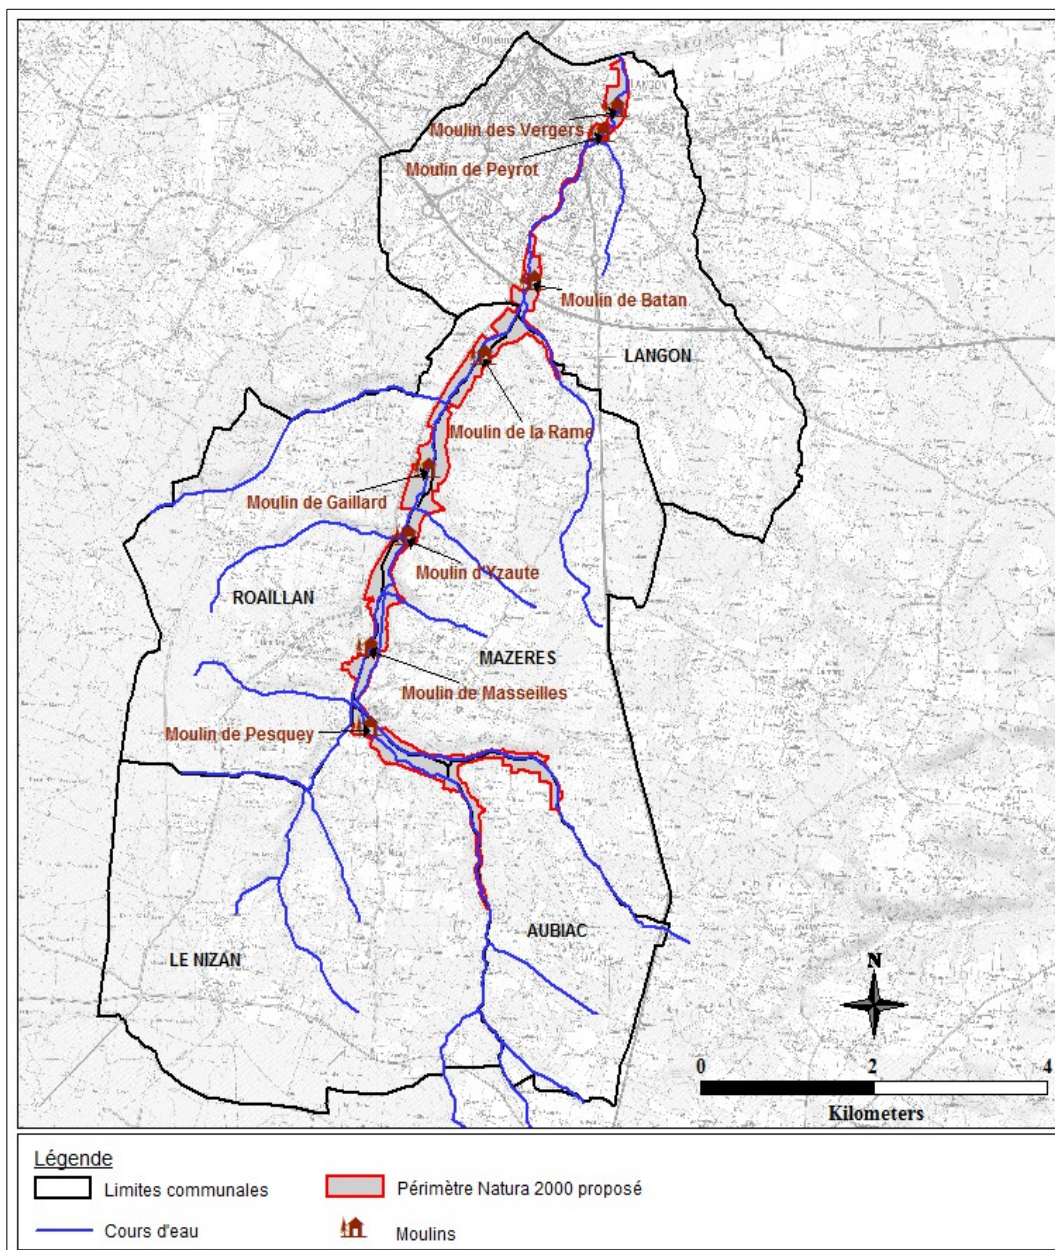 LANGON
Moulin des Vergers
Moulin de Peyrot
Moulin de Batan
LANGON
Moulin de la Rame
Moulin de Gaillard
Moulin d'Yzaute
ROAILLAN
MAZERES
Moulin de Masseilles
Moulin de Pesquey
AUBIAC
LE NIZAN
N
0 2 4
Kilometers
Légende
Limites communales
Périmètre Natura 2000 proposé
Cours d'eau
Moulins